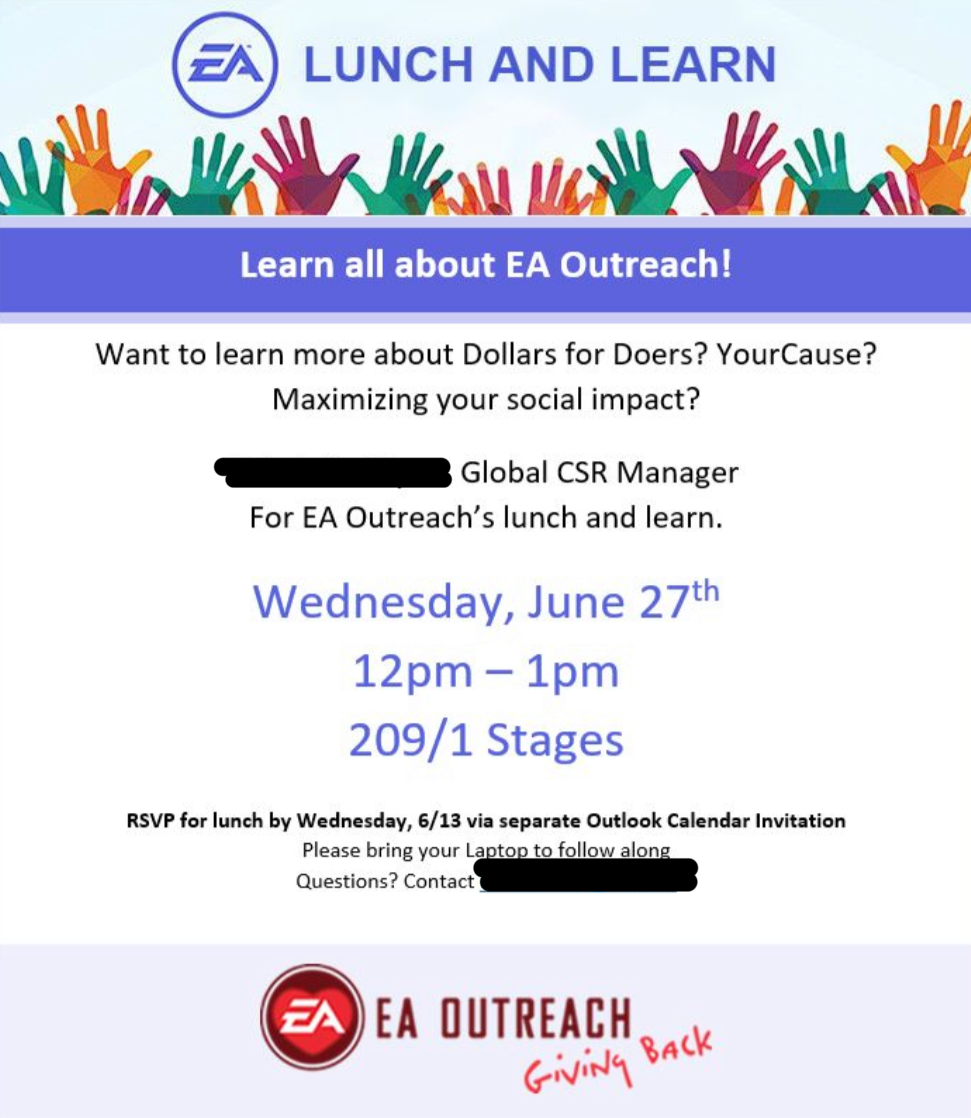 EA LUNCH AND LEARN
Learn all about EA Outreach!
Want to learn more about Dollars for Doers? YourCause?
Maximizing your social impact?
Global CSR Manager
For EA Outreach's lunch and learn.
Wednesday, June 27th
12pm – 1pm
209/1 Stages
RSVP for lunch by Wednesday, 6/13 via separate Outlook Calendar Invitation
Please bring your Laptop to follow along
Questions? Contact
EA EA OUTREACH
GiViNG BACK